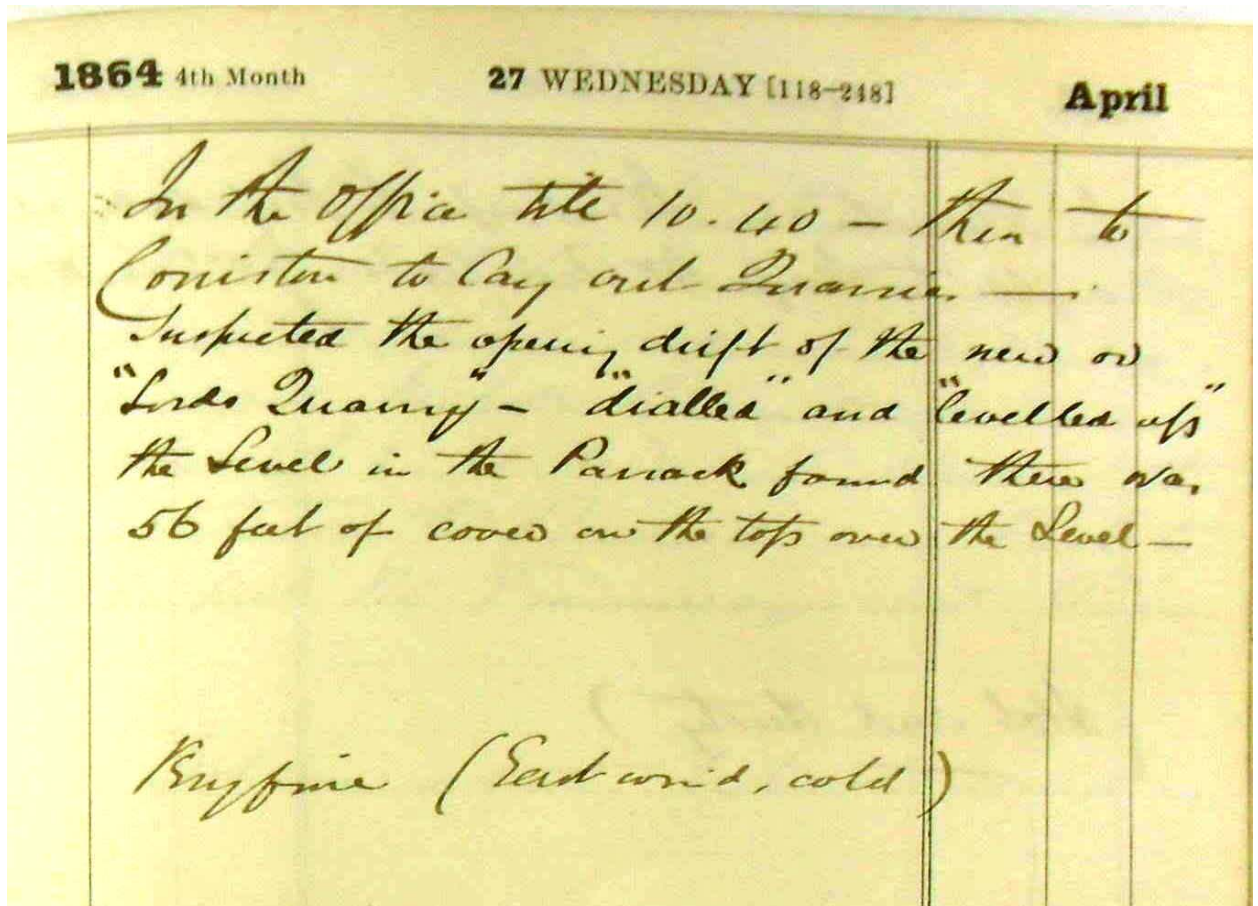 1864 4th Month 27 WEDNESDAY [118-248] April
In the Office till 10.40 – then to
Coniston to lay out Quarries —
Inspected the opening drift of the new or
"Lords Quarry" – "dialled" and "levelled up"
the Level in the Parrack found there was
56 feet of cover on the top over the Level —
Very fine (East wind, cold)